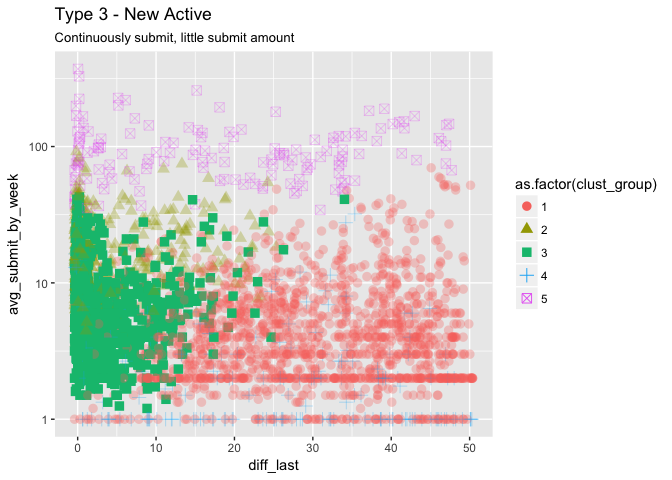 Type 3 - New Active
Continuously submit, little submit amount
100
10
1
avg_submit_by_week
0 10 20 30 40 50
diff_last
as.factor(clust_group)
1
2
3
4
5